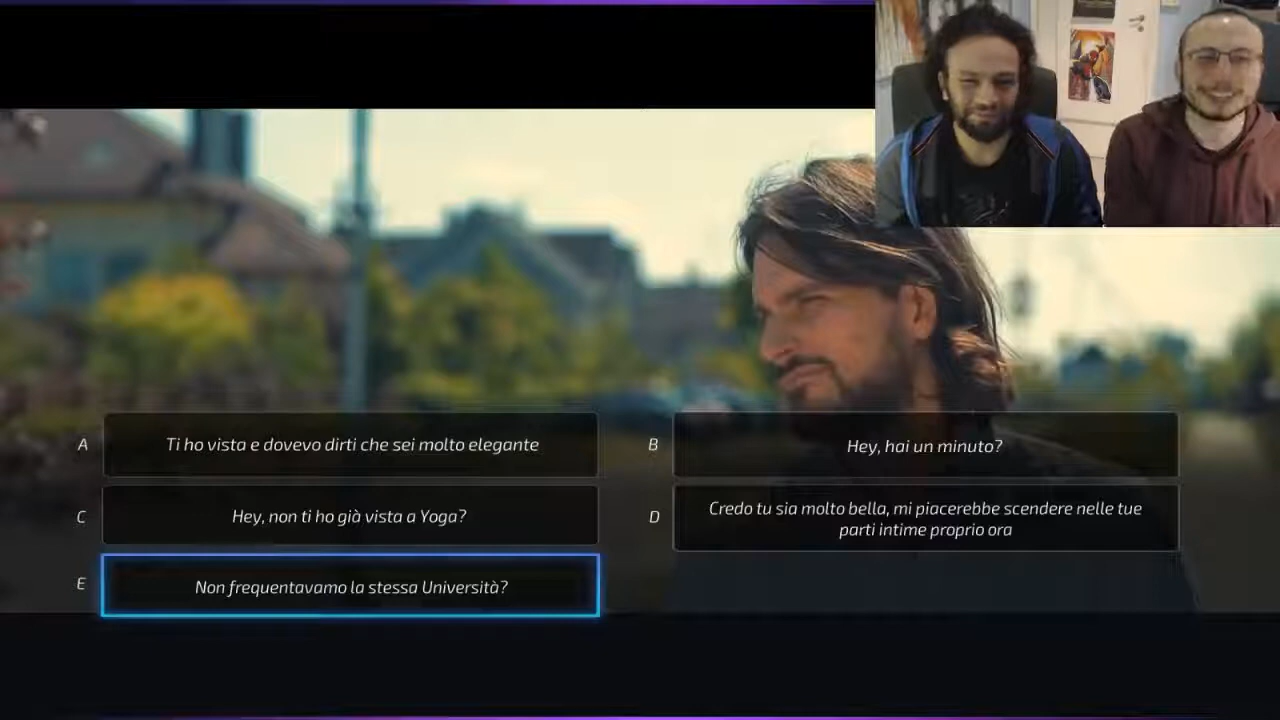 A
Ti ho vista e dovevo dirti che sei molto elegante
B
Hey, hai un minuto?
C
Hey, non ti ho già vista a Yoga?
D
Credo tu sia molto bella, mi piacerebbe scendere nelle tue
parti intime proprio ora
E
Non frequentavamo la stessa Università?